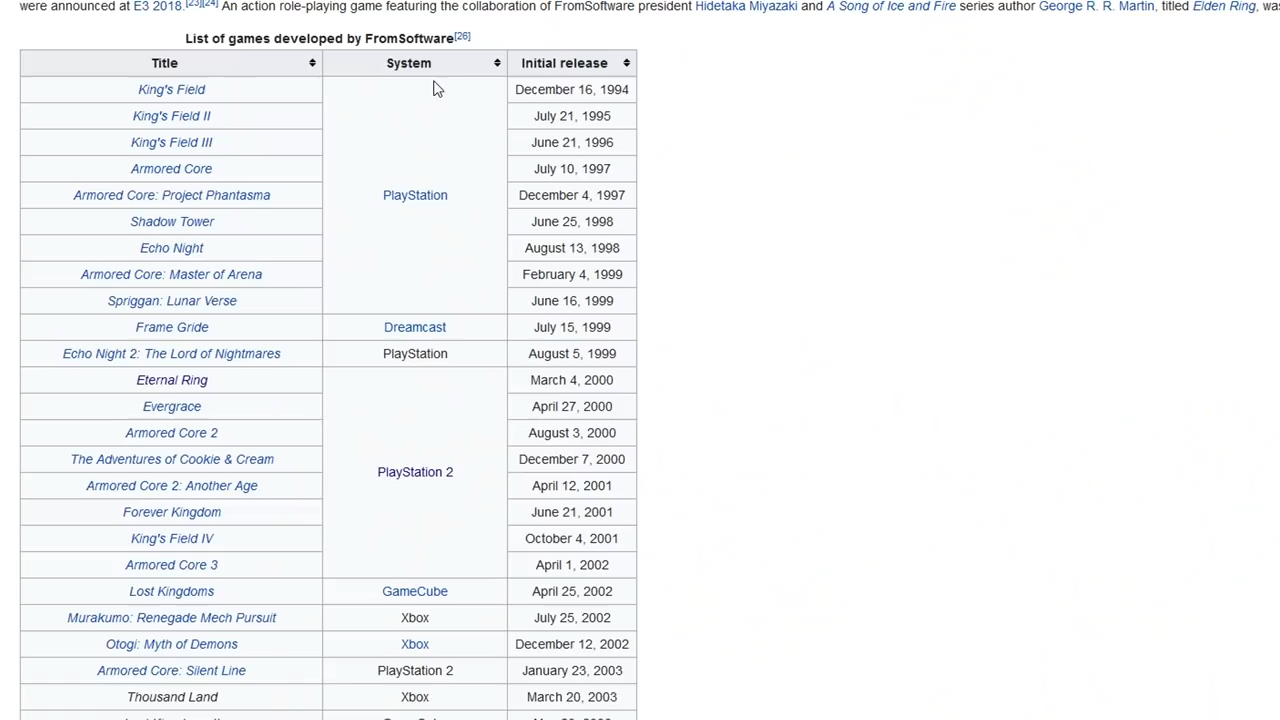 were announced at E3 2018.[23][24] An action role-playing game featuring the collaboration of FromSoftware president Hidetaka Miyazaki and A Song of Ice and Fire series author George R. R. Martin, titled Elden Ring,
List of games developed by FromSoftware[26]
Title System Initial release
King's Field December 16, 1994
King's Field II July 21, 1995
King's Field III June 21, 1996
Armored Core July 10, 1997
Armored Core: Project Phantasma PlayStation December 4, 1997
Shadow Tower June 25, 1998
Echo Night August 13, 1998
Armored Core: Master of Arena February 4, 1999
Spriggan: Lunar Verse June 16, 1999
Frame Gride Dreamcast July 15, 1999
Echo Night 2: The Lord of Nightmares PlayStation August 5, 1999
Eternal Ring March 4, 2000
Evergrace April 27, 2000
Armored Core 2 August 3, 2000
The Adventures of Cookie & Cream PlayStation 2 December 7, 2000
Armored Core 2: Another Age April 12, 2001
Forever Kingdom June 21, 2001
King's Field IV October 4, 2001
Armored Core 3 April 1, 2002
Lost Kingdoms GameCube April 25, 2002
Murakumo: Renegade Mech Pursuit Xbox July 25, 2002
Otogi: Myth of Demons Xbox December 12, 2002
Armored Core: Silent Line PlayStation 2 January 23, 2003
Thousand Land Xbox March 20, 2003